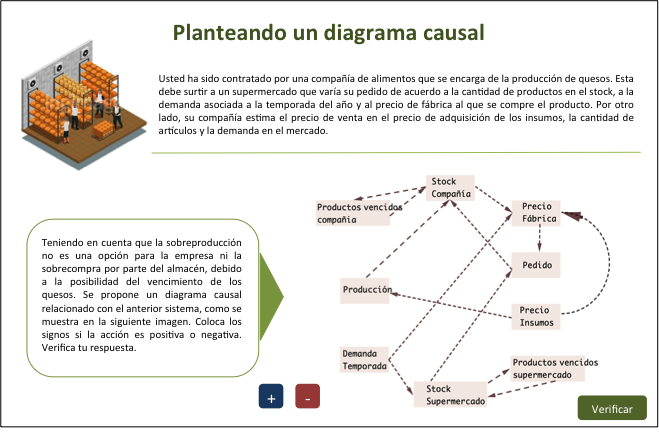 Planteando un diagrama causal
Usted ha sido contratado por una compañía de alimentos que se encarga de la producción de quesos. Esta
debe surtir a un supermercado que varía su pedido de acuerdo a la cantidad de productos en el stock, a la
demanda asociada a la temporada del año y al precio de fábrica al que se compre el producto. Por otro
lado, su compañía estima el precio de venta en el precio de adquisición de los insumos, la cantidad de
artículos y la demanda en el mercado.
Stock
Compañía
Productos vencidos
compañia
Precio
Fábrica
Teniendo en cuenta que la sobreproducción
no es una opción para la empresa ni la
sobrecompra por parte del almacén, debido
a la posibilidad del vencimiento de los
quesos. Se propone un diagrama causal
relacionado con el anterior sistema, como se
muestra en la siguiente imagen. Coloca los
signos si la acción es positiva o negativa.
Verifica tu respuesta.
Pedido
Producción
Precio
Insumos
Demanda
Temporada
Productos vencidos
supermercado
Stock
Supermercado
+
-
Verificar